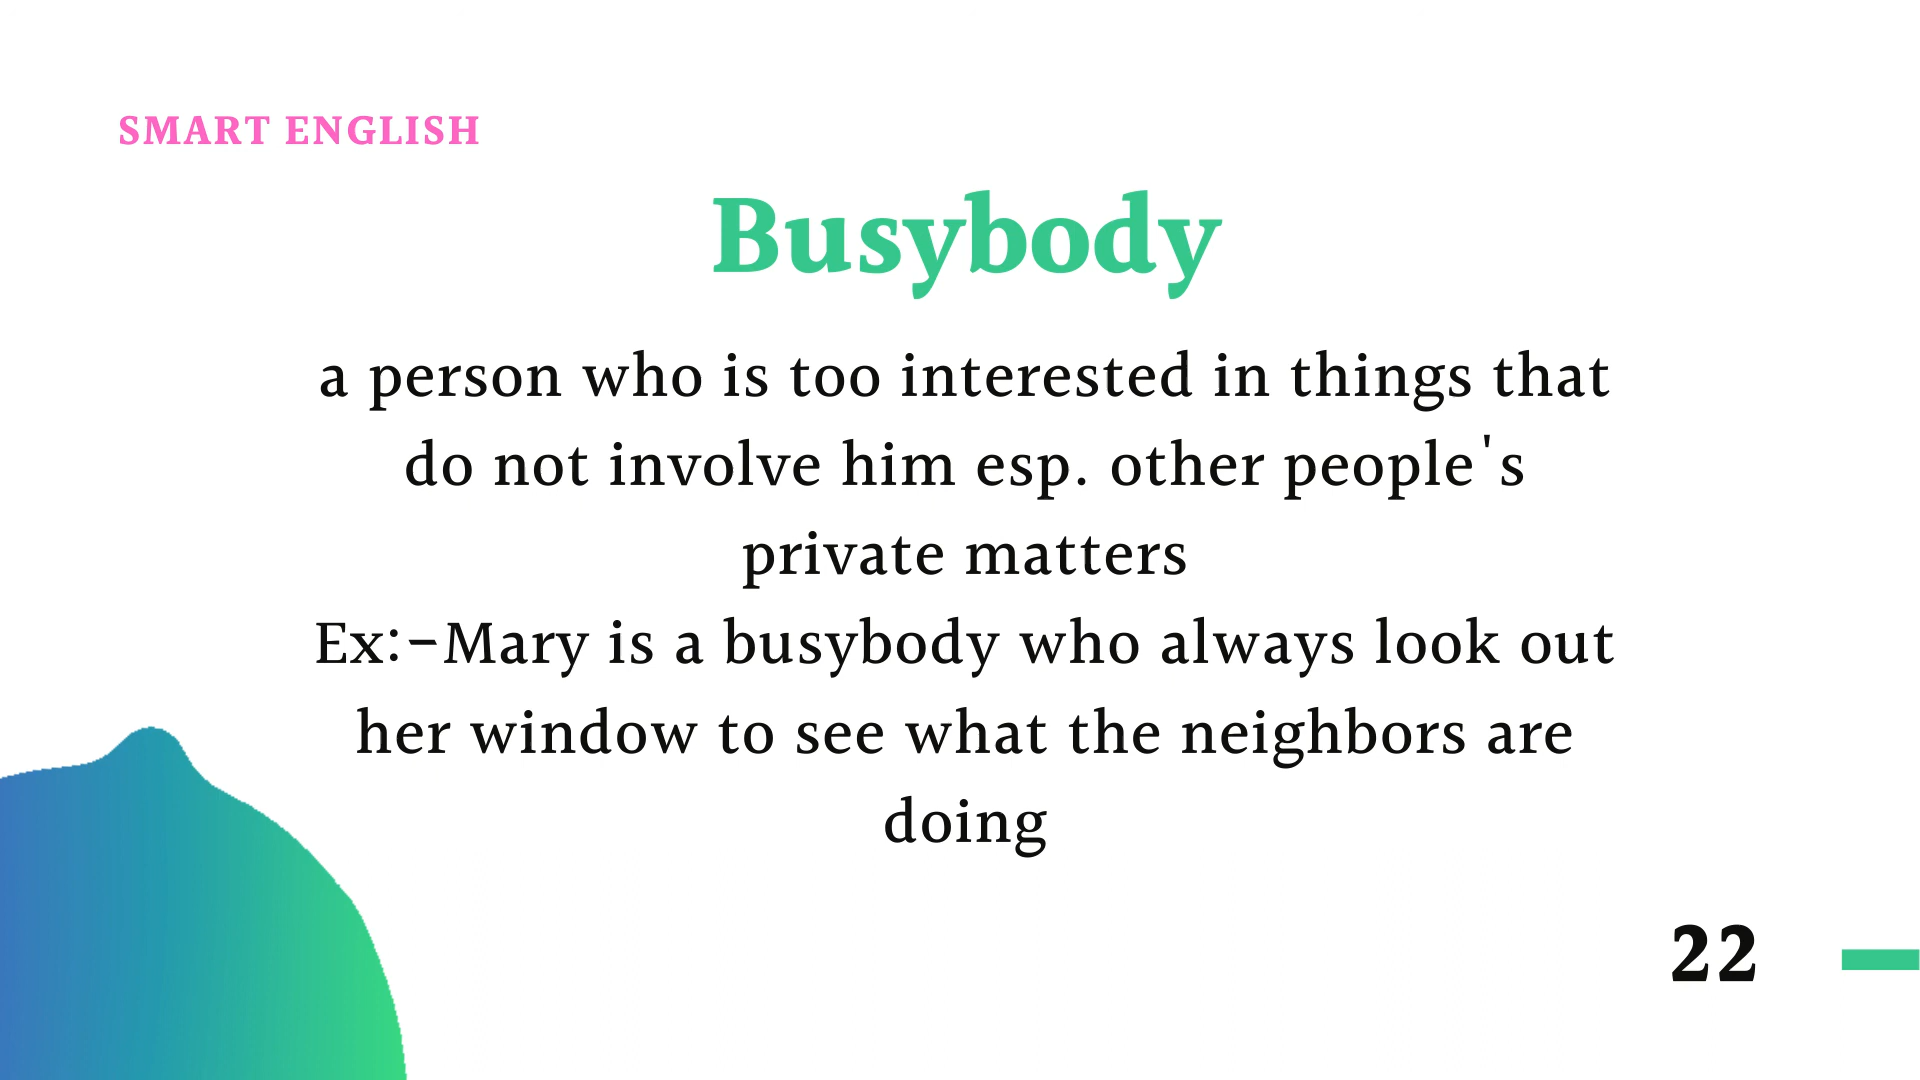 SMART ENGLISH
Busybody
a person who is too interested in things that
do not involve him esp. other people's
private matters
Ex:-Mary is a busybody who always look out
her window to see what the neighbors are
doing
22